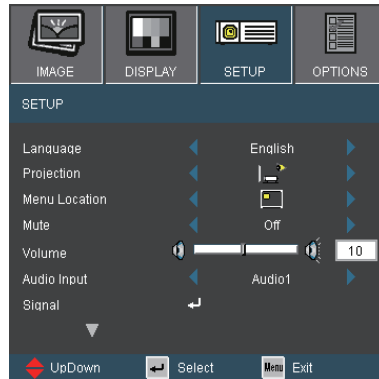 IMAGE DISPLAY SETUP OPTIONS
SETUP
Language English
Projection
Menu Location
Mute Off
Volume 10
Audio Input Audio1
Signal
UpDown Select Menu Exit